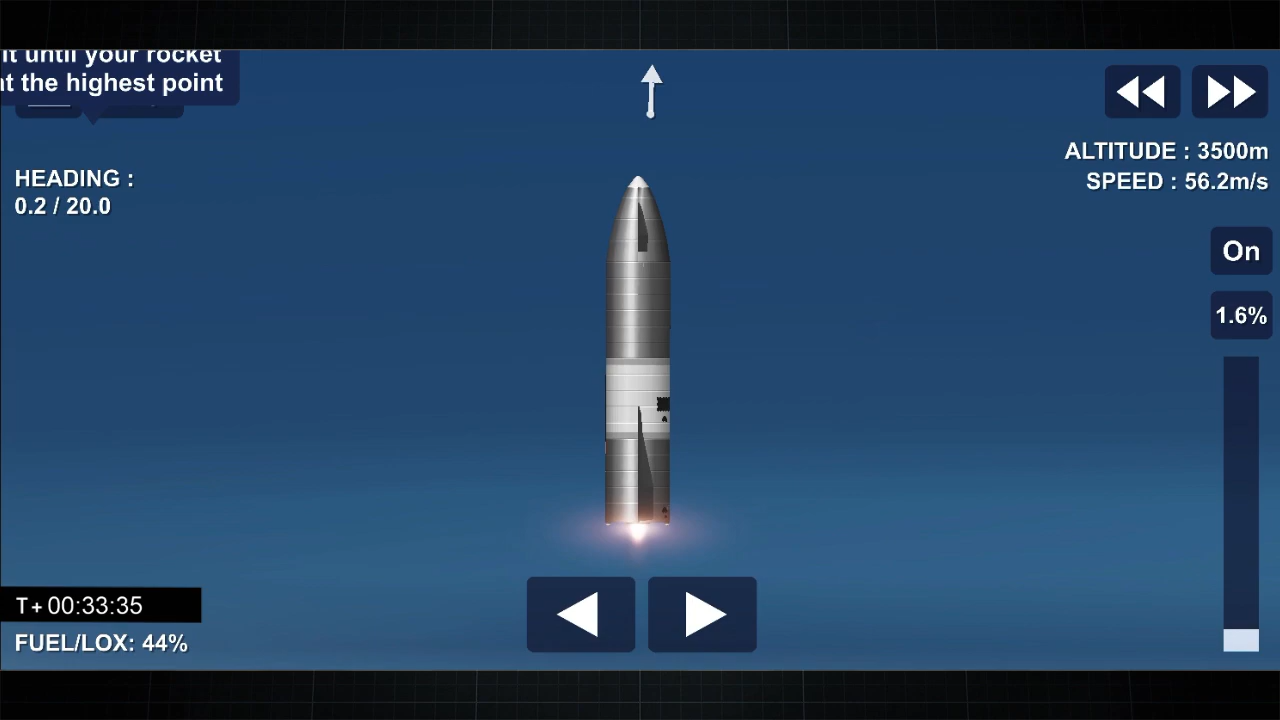 it until your rocket
at the highest point
HEADING :
0.2 / 20.0
ALTITUDE : 3500m
SPEED : 56.2m/s
On
1.6%
T+00:33:35
FUEL/LOX: 44%